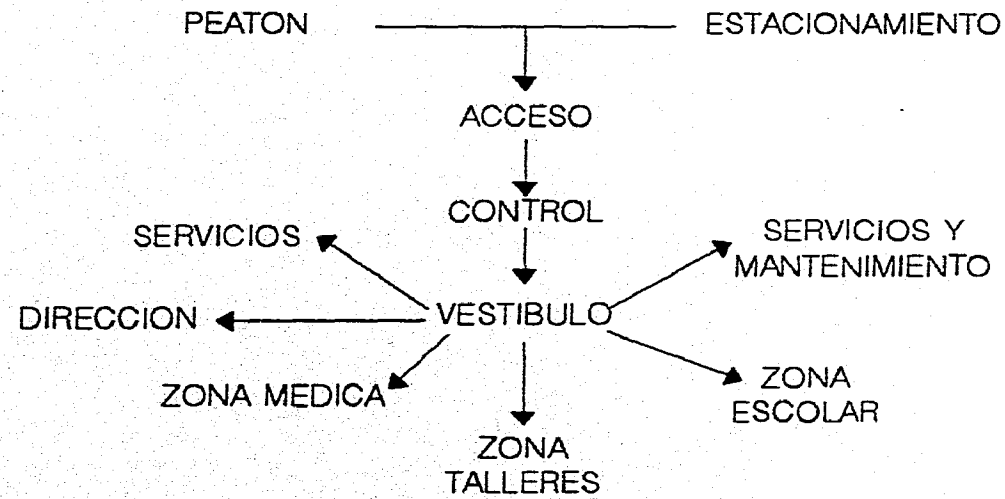 PEATON
ESTACIONAMIENTO
ACCESO
CONTROL
SERVICIOS
SERVICIOS Y
MANTENIMIENTO
DIRECCION
VESTIBULO
ZONA MEDICA
ZONA
ESCOLAR
ZONA
TALLERES